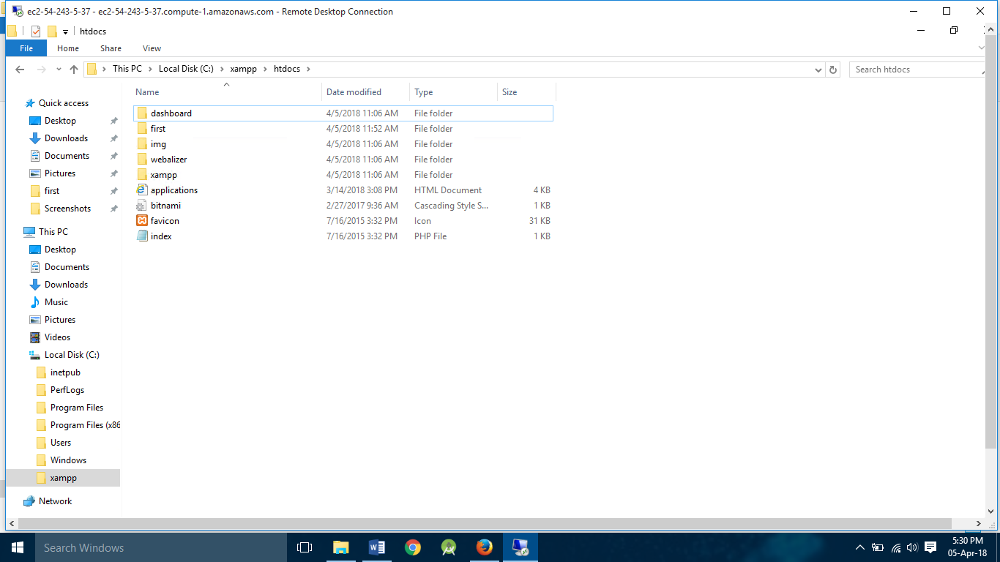 ec2-54-243-5-37 - ec2-54-243-5-37.compute-1.amazonaws.com - Remote Desktop Connection
htdocs
File Home Share View
This PC Local Disk (C:) xampp htdocs
Search htdocs
Name Date modified Type Size
dashboard 4/5/2018 11:06 AM File folder
first 4/5/2018 11:52 AM File folder
img 4/5/2018 11:06 AM File folder
webalizer 4/5/2018 11:06 AM File folder
xampp 4/5/2018 11:06 AM File folder
applications 3/14/2018 3:08 PM HTML Document 4 KB
bitnami 2/27/2017 9:36 AM Cascading Style S... 1 KB
favicon 7/16/2015 3:32 PM Icon 31 KB
index 7/16/2015 3:32 PM PHP File 1 KB
Quick access
Desktop
Downloads
Documents
Pictures
first
Screenshots
This PC
Desktop
Documents
Downloads
Music
Pictures
Videos
Local Disk (C:)
inetpub
PerfLogs
Program Files
Program Files (x86
Users
Windows
xampp
Network
Search Windows
5:30 PM
05-Apr-18